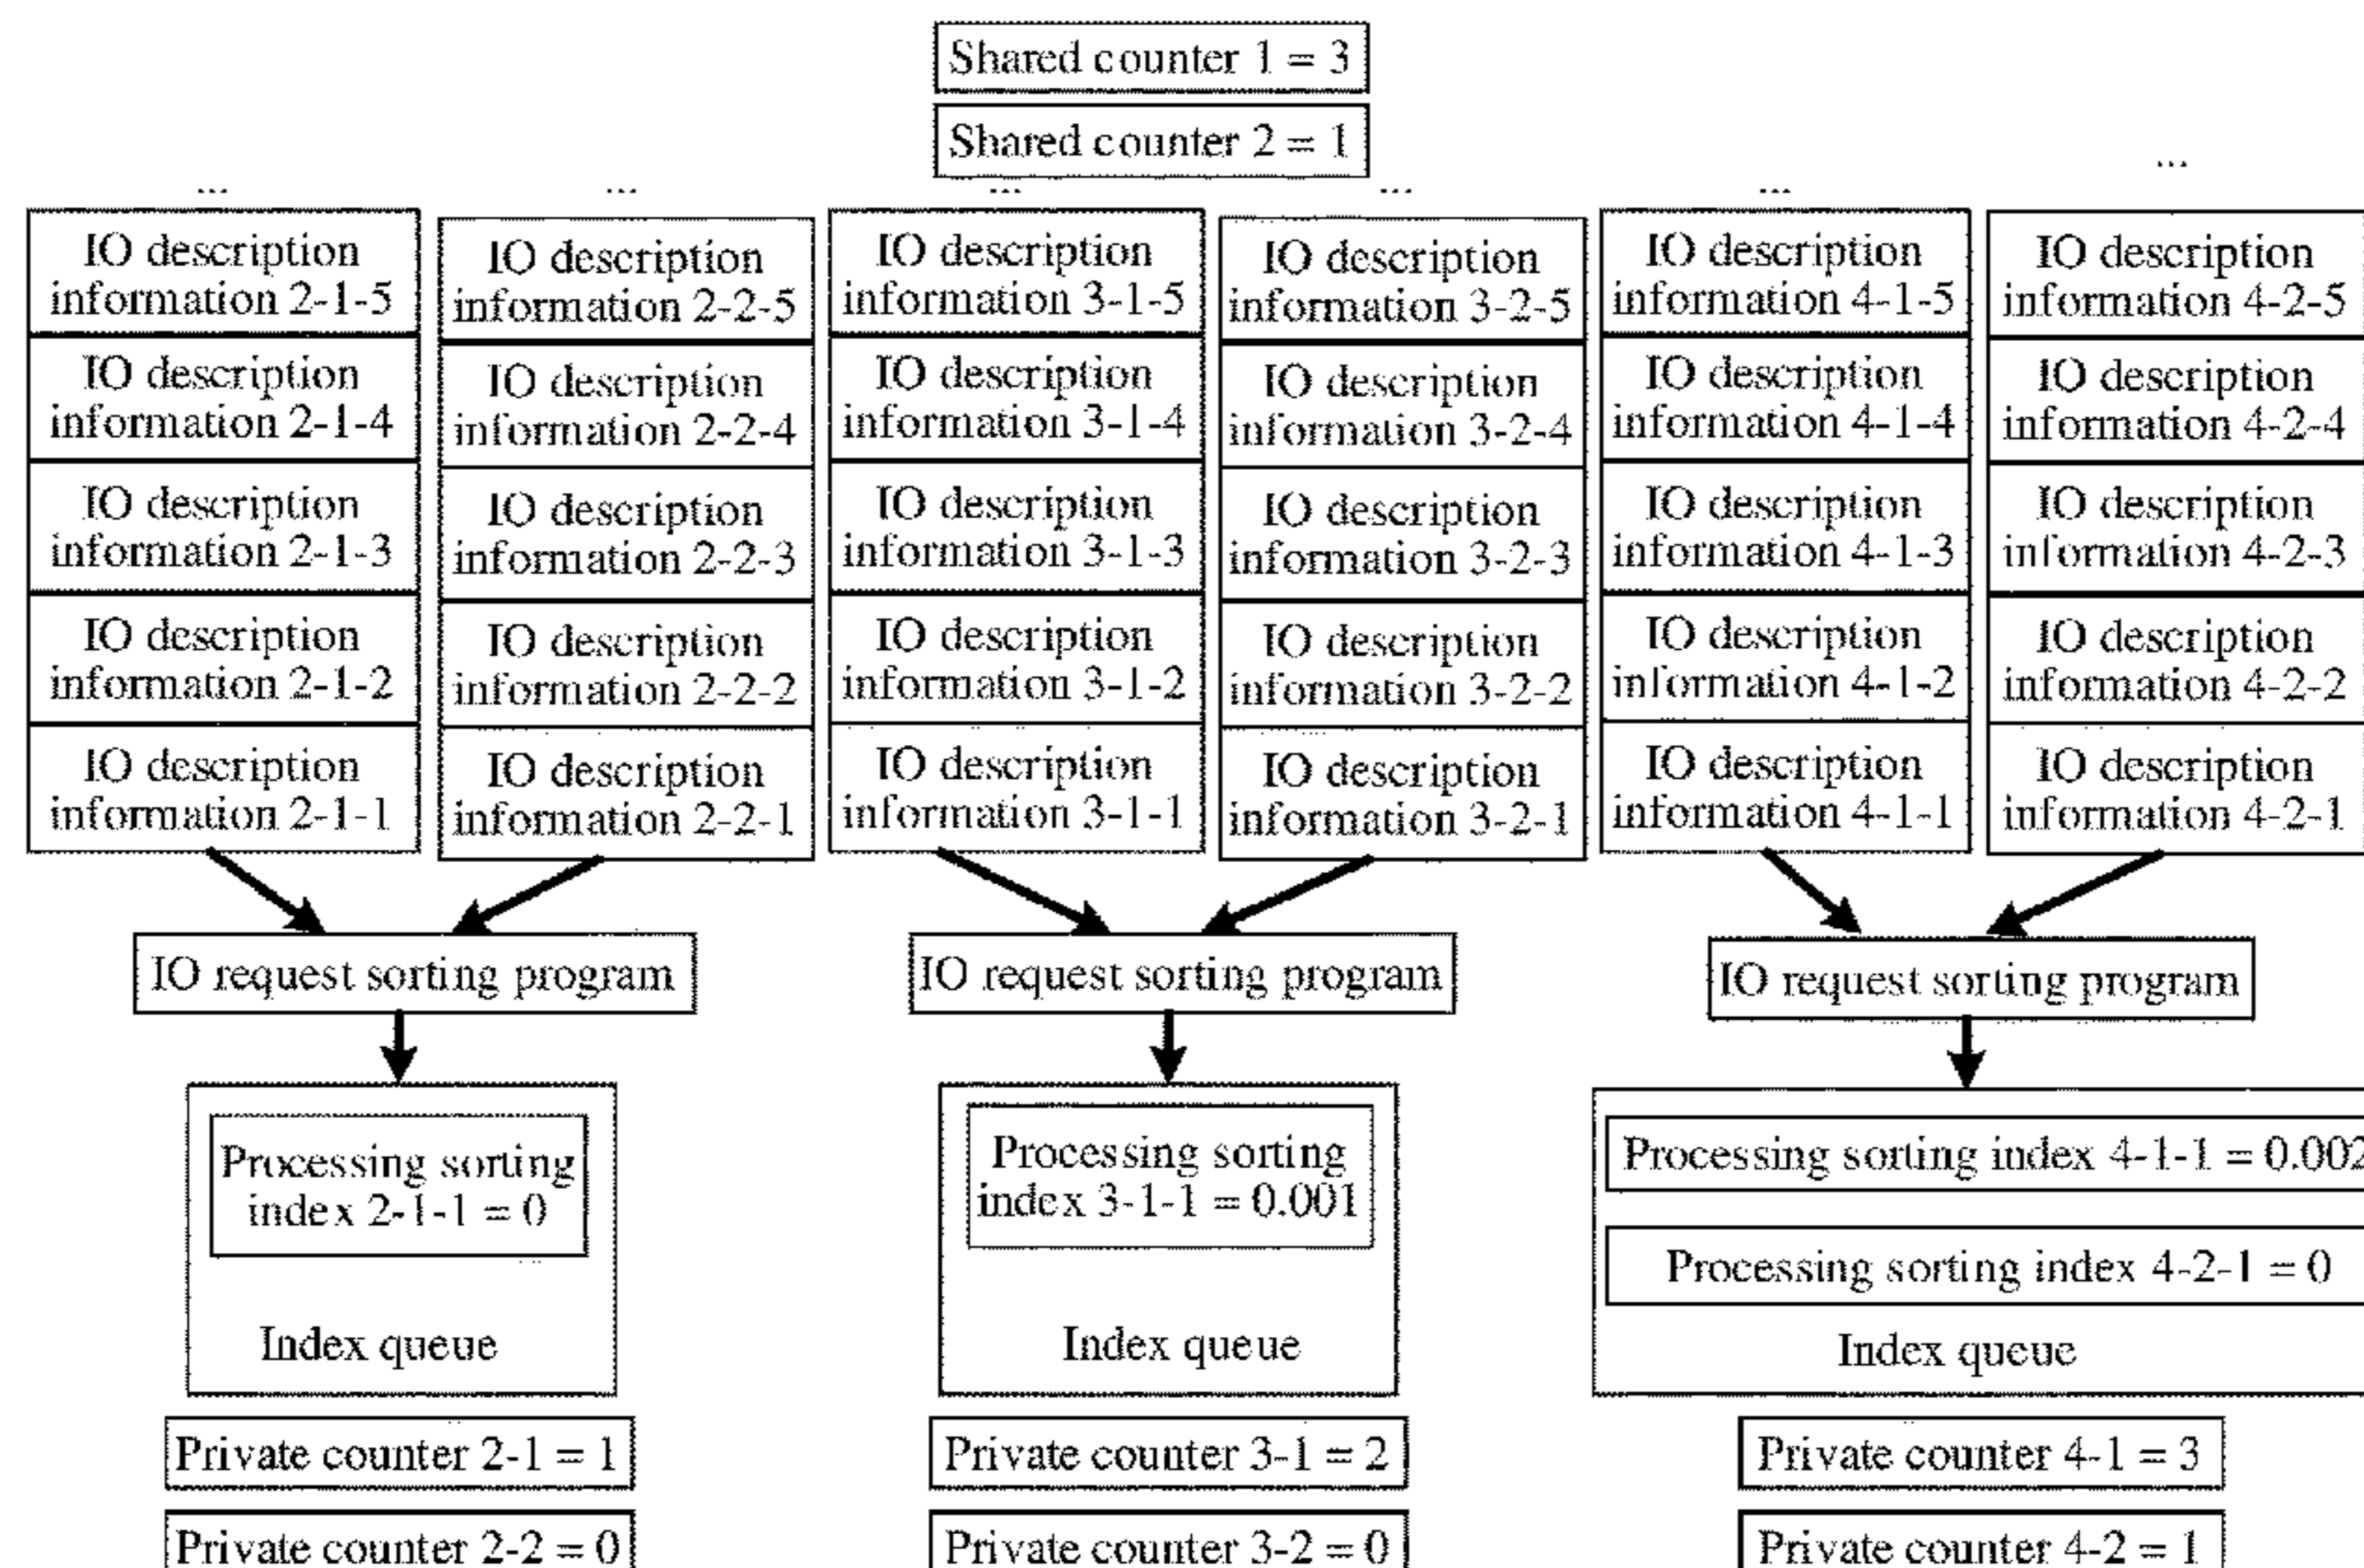 Shared counter 1 = 3
Shared counter 2 = 1
... ... ... ... ... ...
IO description
information 2-1-5
IO description
information 2-2-5
IO description
information 3-1-5
IO description
information 3-2-5
IO description
information 4-1-5
IO description
information 4-2-5
IO description
information 2-1-4
IO description
information 2-2-4
IO description
information 3-1-4
IO description
information 3-2-4
IO description
information 4-1-4
IO description
information 4-2-4
IO description
information 2-1-3
IO description
information 2-2-3
IO description
information 3-1-3
IO description
information 3-2-3
IO description
information 4-1-3
IO description
information 4-2-3
IO description
information 2-1-2
IO description
information 2-2-2
IO description
information 3-1-2
IO description
information 3-2-2
IO description
information 4-1-2
IO description
information 4-2-2
IO description
information 2-1-1
IO description
information 2-2-1
IO description
information 3-1-1
IO description
information 3-2-1
IO description
information 4-1-1
IO description
information 4-2-1
IO request sorting program
IO request sorting program
IO request sorting program
Processing sorting
index 2-1-1 = 0
Index queue
Processing sorting
index 3-1-1 = 0.001
Index queue
Processing sorting index 4-1-1 = 0.002
Processing sorting index 4-2-1 = 0
Index queue
Private counter 2-1 = 1
Private counter 3-1 = 2
Private counter 4-1 = 3
Private counter 2-2 = 0
Private counter 3-2 = 0
Private counter 4-2 = 1